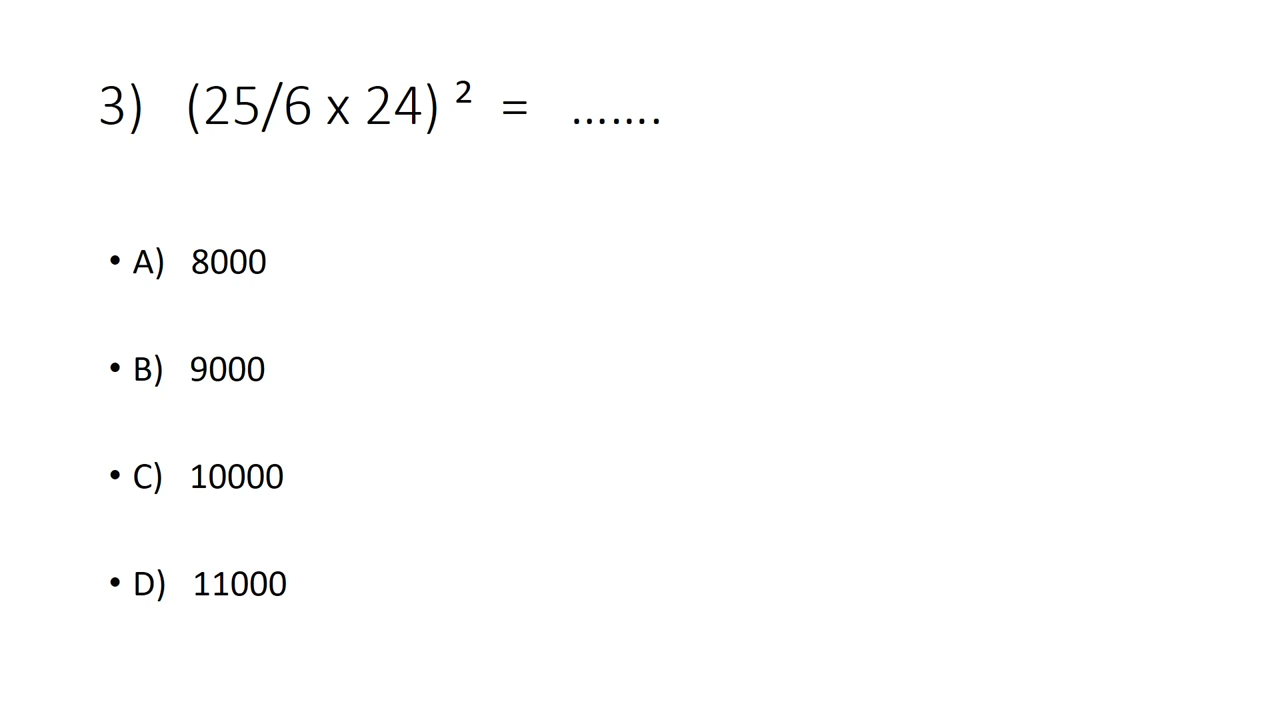 3) (25/6 x 24) ² = .......
• A) 8000
• B) 9000
• C) 10000
• D) 11000